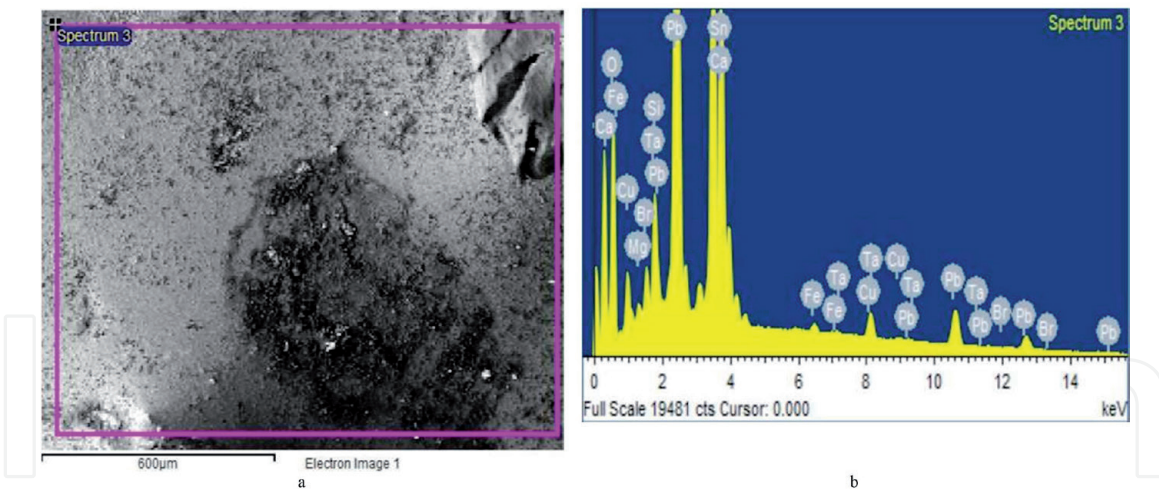 Spectrum 3
600µm
Electron Image 1
a
Spectrum 3
Pb
Sn
Ca
O
Fe
Ca
Si
Ta
Pb
Cu
Br
Mg
Fe
Ta
Fe
Ta
Cu
Cu
Ta
Pb
Pb
Ta
Pb
Br
Pb
Br
Pb
0 2 4 6 8 10 12 14
Full Scale 19481 cts Cursor: 0.000 keV
b